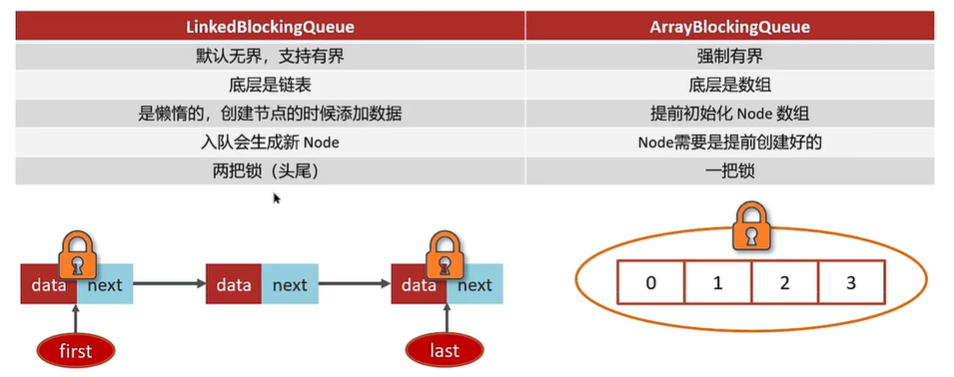 LinkedBlockingQueue ArrayBlockingQueue
默认无界，支持有界 强制有界
底层是链表 底层是数组
是懒惰的，创建节点的时候添加数据 提前初始化 Node 数组
入队会生成新 Node Node需要是提前创建好的
两把锁（头尾） 一把锁
data next data next data next 0 1 2 3
first last